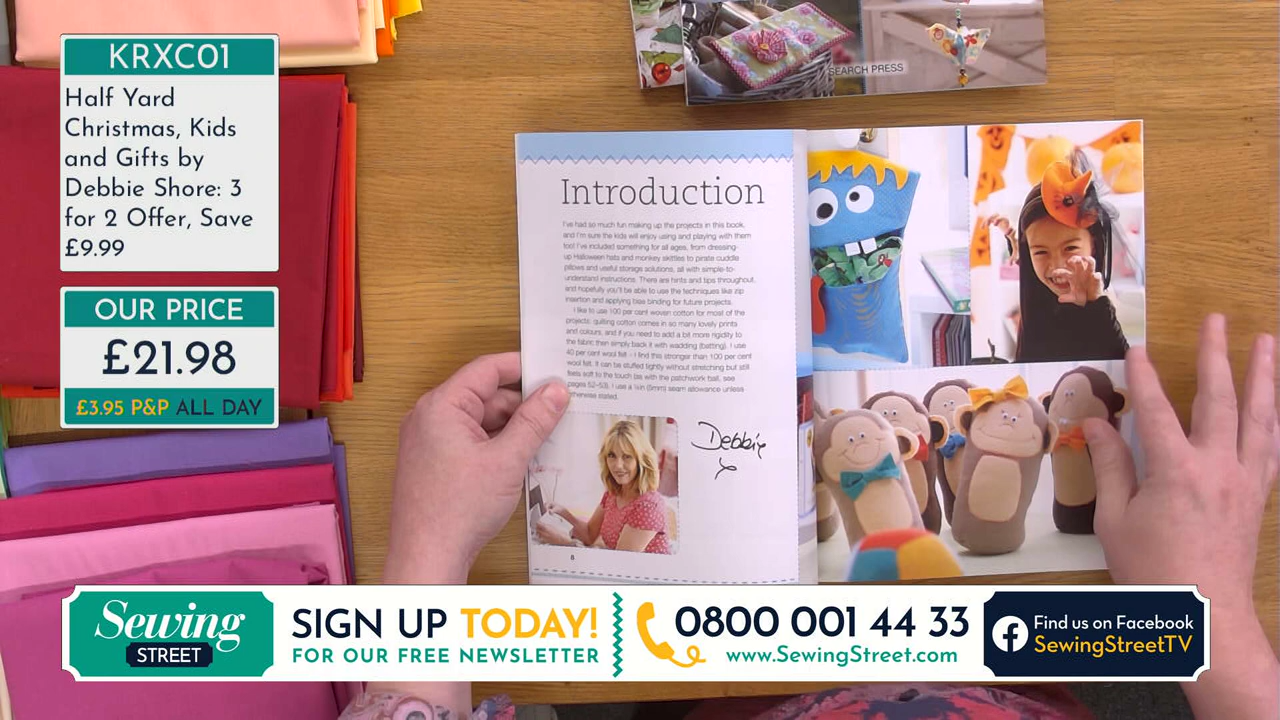 KRXC01
Half Yard
Christmas, Kids
and Gifts by
Debbie Shore: 3
for 2 Offer, Save
£9.99
OUR PRICE
£21.98
£3.95 P&P ALL DAY
SEARCH PRESS
Introduction
I've had so much fun making up the projects in this book,
and I'm sure the kids will enjoy using and playing with them
too! I've included something for all ages, from dressing-
up Halloween hats and monkey skittles to pirate cuddle
pillows and useful storage solutions, all with simple-to-
understand instructions. There are hints and tips throughout,
and hopefully you'll be able to use the techniques like zip
insertion and applying bias binding for future projects.
I like to use 100 per cent woven cotton for most of the
projects; quilting cotton comes in so many lovely prints
and colours, and if you need to add a bit more rigidity to
the fabric then simply back it with wadding (batting). I use
40 per cent wool felt - I find this stronger than 100 per cent
wool felt. It can be stuffed tightly without stretching but still
feels soft to the touch (as with the patchwork ball, see
pages 52–53). I use a ¼in (5mm) seam allowance unless
otherwise stated.
Debbie
x
8
Sewing
STREET
SIGN UP TODAY!
FOR OUR FREE NEWSLETTER
0800 001 44 33
www.SewingStreet.com
Find us on Facebook
SewingStreetTV